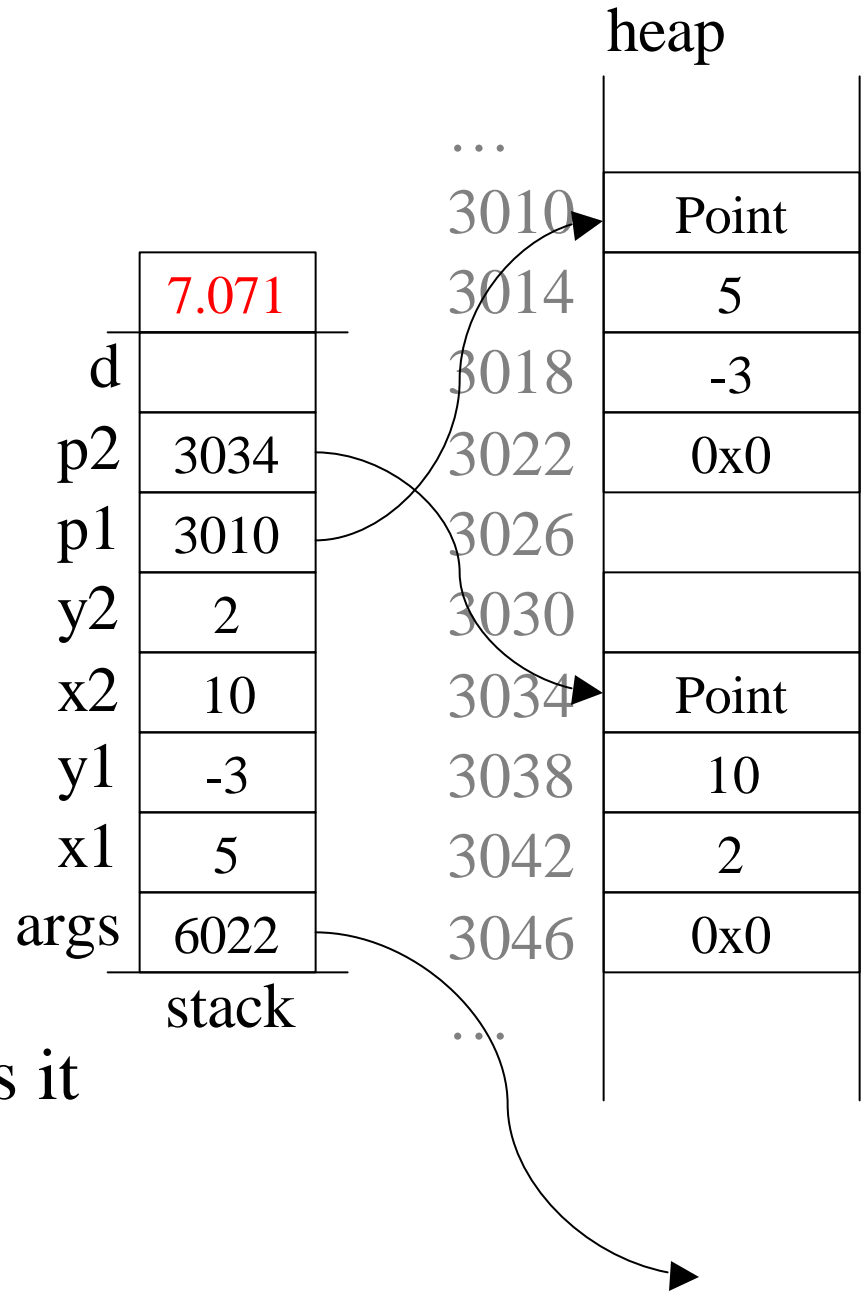 heap
…
3010 Point
7.071 3014 5
d 3018 -3
p2 3034 3022 0x0
p1 3010 3026
y2 2 3030
x2 10 3034 Point
y1 -3 3038 10
x1 5 3042 2
args 6022 3046 0x0
stack
…
s it